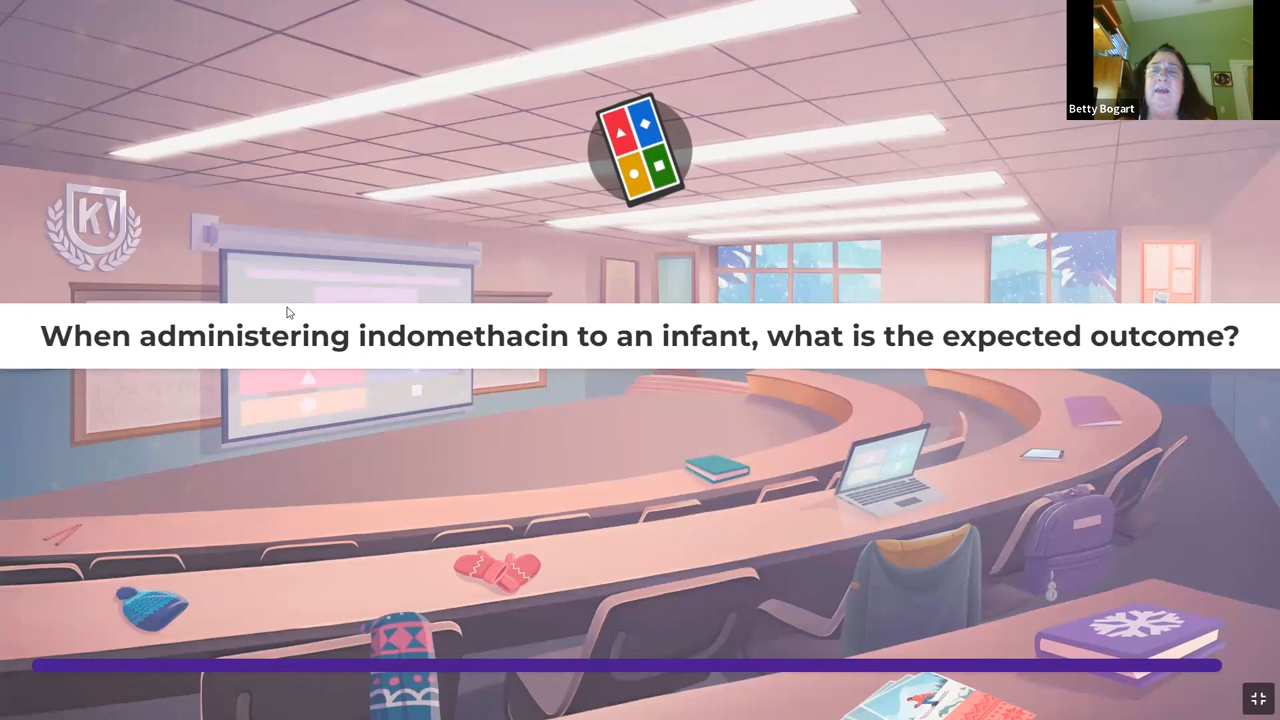 Betty Bogart
K!
When administering indomethacin to an infant, what is the expected outcome?